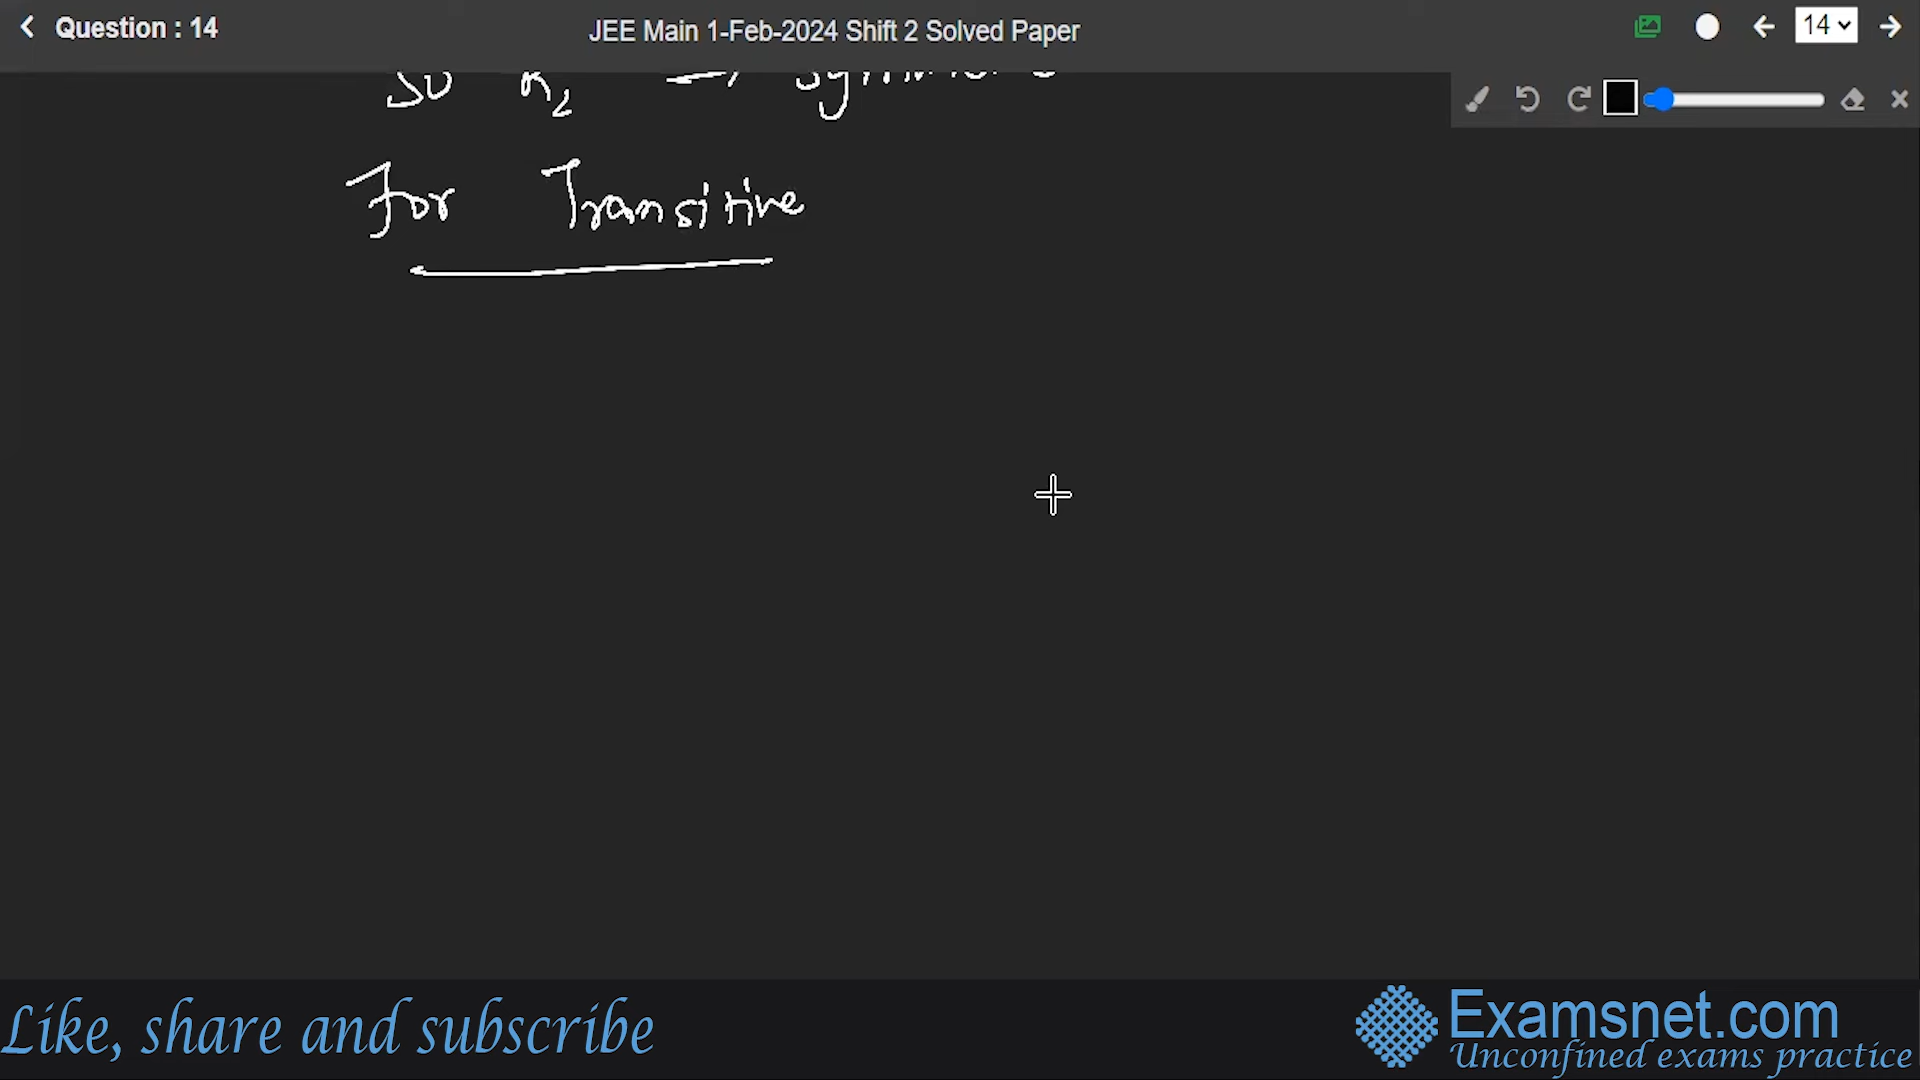 Question : 14
JEE Main 1-Feb-2024 Shift 2 Solved Paper
14
So R2 →
For Transitive
Like, share and subscribe
Examsnet.com
Unconfined exams practice